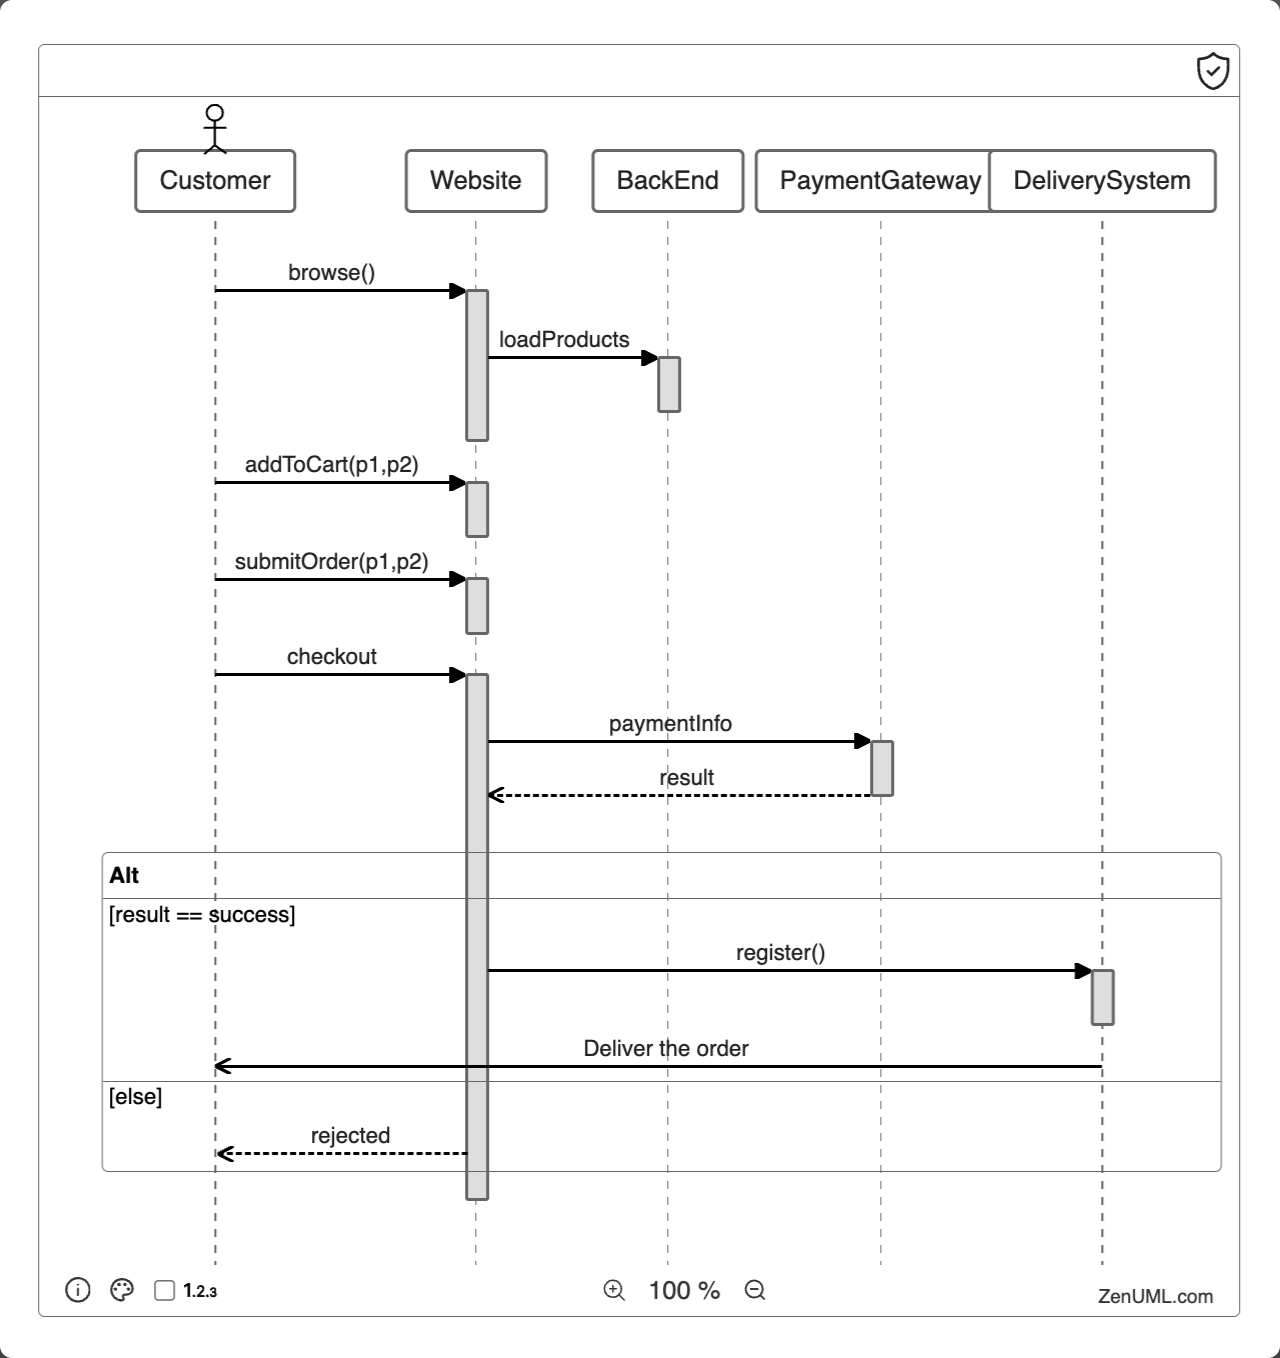 Customer
Website
BackEnd
PaymentGateway
DeliverySystem
browse()
loadProducts
addToCart(p1,p2)
submitOrder(p1,p2)
checkout
paymentInfo
result
Alt
[result == success]
register()
Deliver the order
[else]
rejected
1.2.3
100 %
ZenUML.com